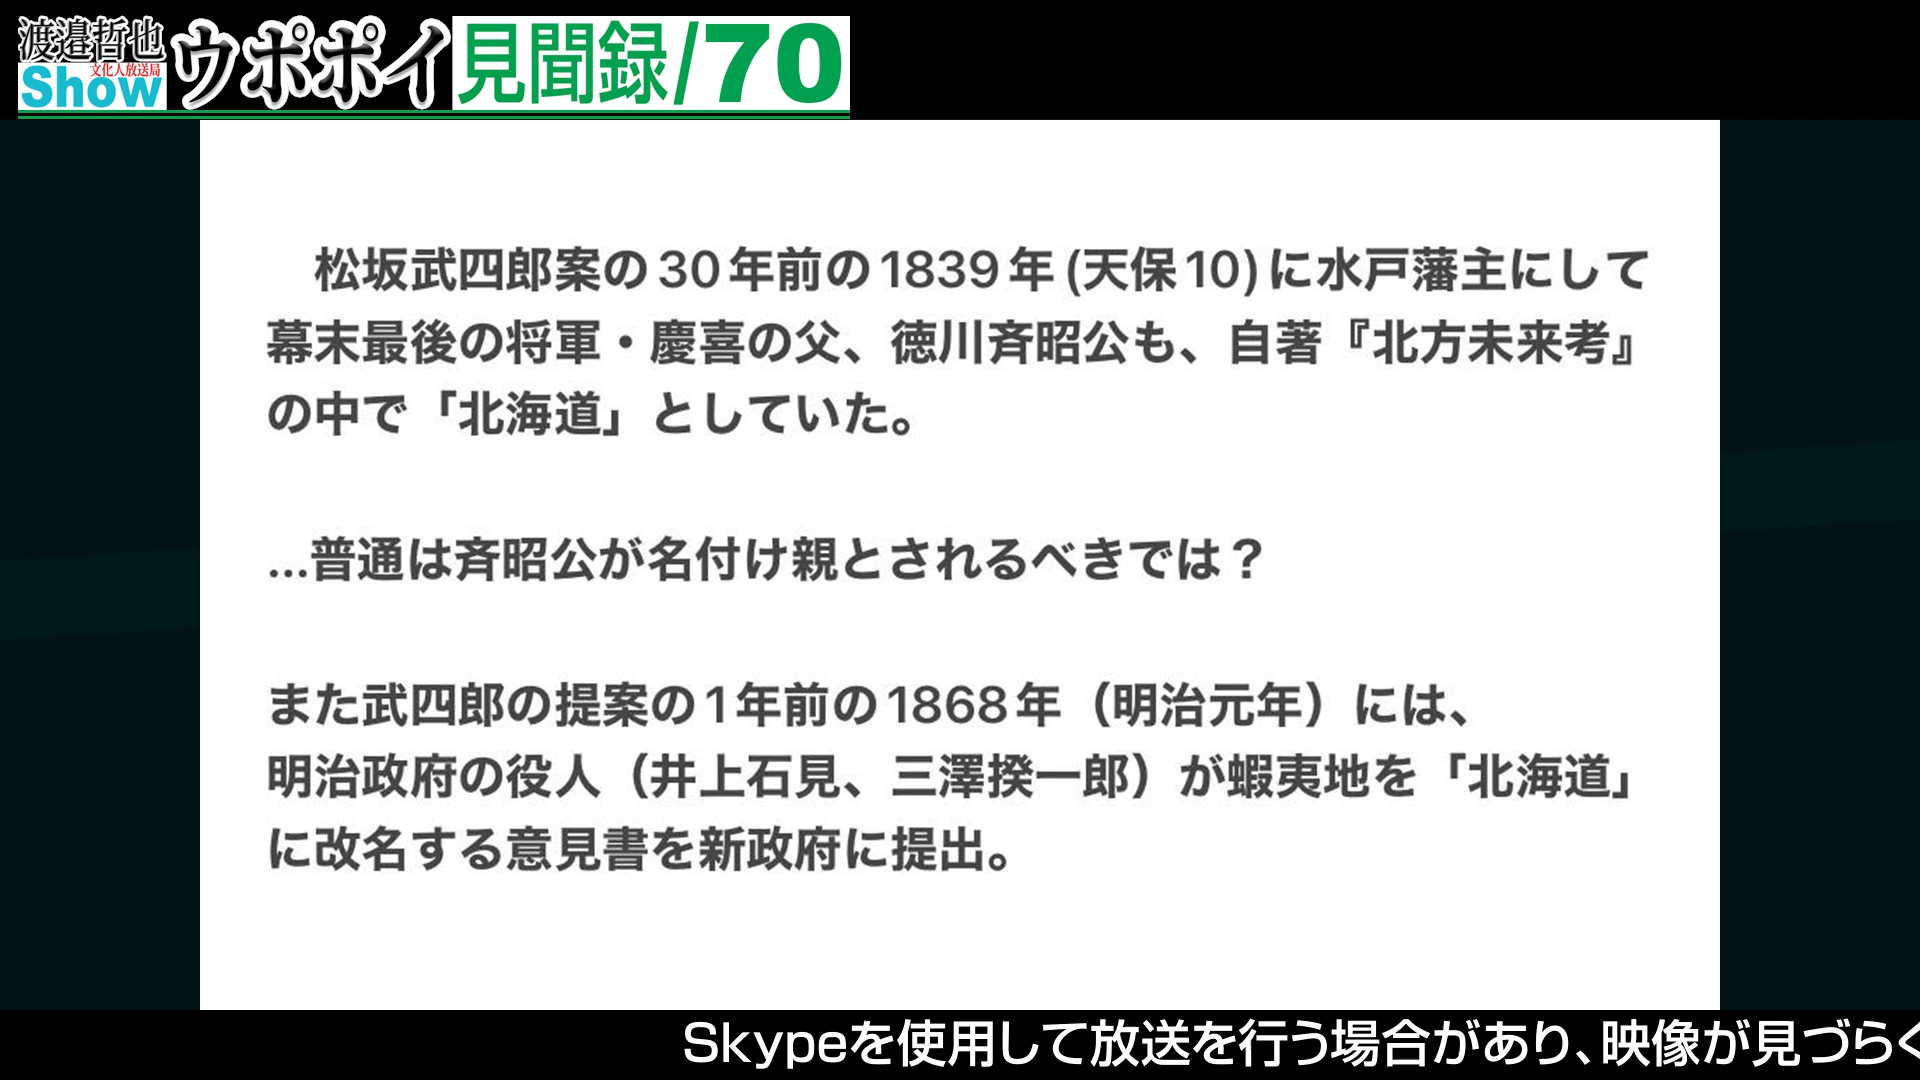 渡邉哲也
文化人放送局
Show
ウポポイ見聞録/70
松坂武四郎案の30年前の1839年(天保10)に水戸藩主にして
幕末最後の将軍・慶喜の父、徳川斉昭公も、自著『北方未来考』
の中で「北海道」としていた。
…普通は斉昭公が名付け親とされるべきでは？
また武四郎の提案の1年前の1868年（明治元年）には、
明治政府の役人（井上石見、三澤揆一郎）が蝦夷地を「北海道」
に改名する意見書を新政府に提出。
Skypeを使用して放送を行う場合があり、映像が見づらく